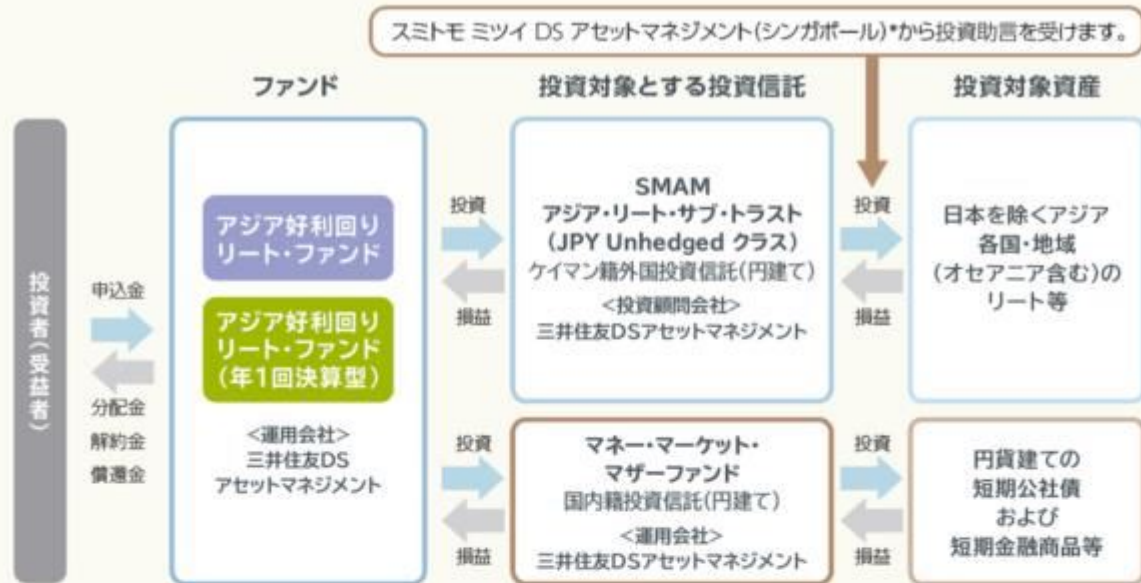 スミトモ ミツイ DS アセットマネジメント(シンガポール)*から投資助言を受けます。
ファンド
投資対象とする投資信託
投資対象資産
投資者(受益者)
申込金
分配金
解約金
償還金
アジア好利回り
リート・ファンド
アジア好利回り
リート・ファンド
(年1回決算型)
<運用会社>
三井住友DS
アセットマネジメント
投資
損益
SMAM
アジア・リート・サブ・トラスト
(JPY Unhedged クラス)
ケイマン籍外国投資信託(円建て)
<投資顧問会社>
三井住友DSアセットマネジメント
投資
損益
日本を除くアジア
各国・地域
(オセアニア含む)の
リート等
投資
損益
マネー・マーケット・
マザーファンド
国内籍投資信託(円建て)
<運用会社>
三井住友DSアセットマネジメント
投資
損益
円貨建ての
短期公社債
および
短期金融商品等